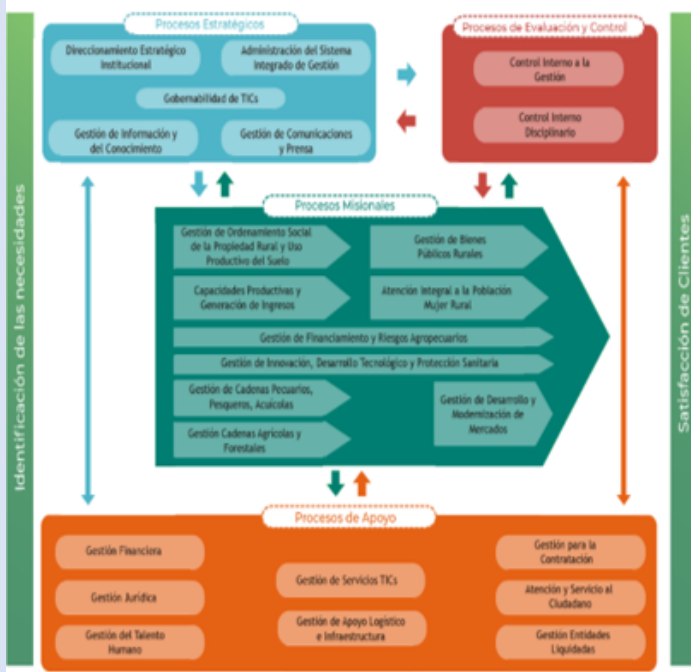 Identificación de las necesidades
Procesos Estratégicos
Direccionamiento Estratégico
Institucional
Administración del Sistema
Integrado de Gestión
Gobernabilidad de TICs
Gestión de Información y
del Conocimiento
Gestión de Comunicaciones
y Prensa
Procesos de Evaluación y Control
Control Interno a la
Gestión
Control Interno
Disciplinario
Procesos Misionales
Gestión de Ordenamiento Social
de la Propiedad Rural y Uso
Productivo del Suelo
Gestión de Bienes
Públicos Rurales
Capacidades Productivas y
Generación de Ingresos
Atención Integral a la Población
Mujer Rural
Gestión de Financiamiento y Riesgos Agropecuarios
Gestión de Innovación, Desarrollo Tecnológico y Protección Sanitaria
Gestión de Cadenas Pecuarias,
Pesqueros, Acuícolas
Gestión Cadenas Agrícolas y
Forestales
Gestión de Desarrollo y
Modernización de
Mercados
Procesos de Apoyo
Gestión Financiera
Gestión Jurídica
Gestión del Talento
Humano
Gestión de Servicios TICs
Gestión de Apoyo Logístico
e Infraestructura
Gestión para la
Contratación
Atención y Servicio al
Ciudadano
Gestión Entidades
Liquidadas
Satisfacción de Clientes